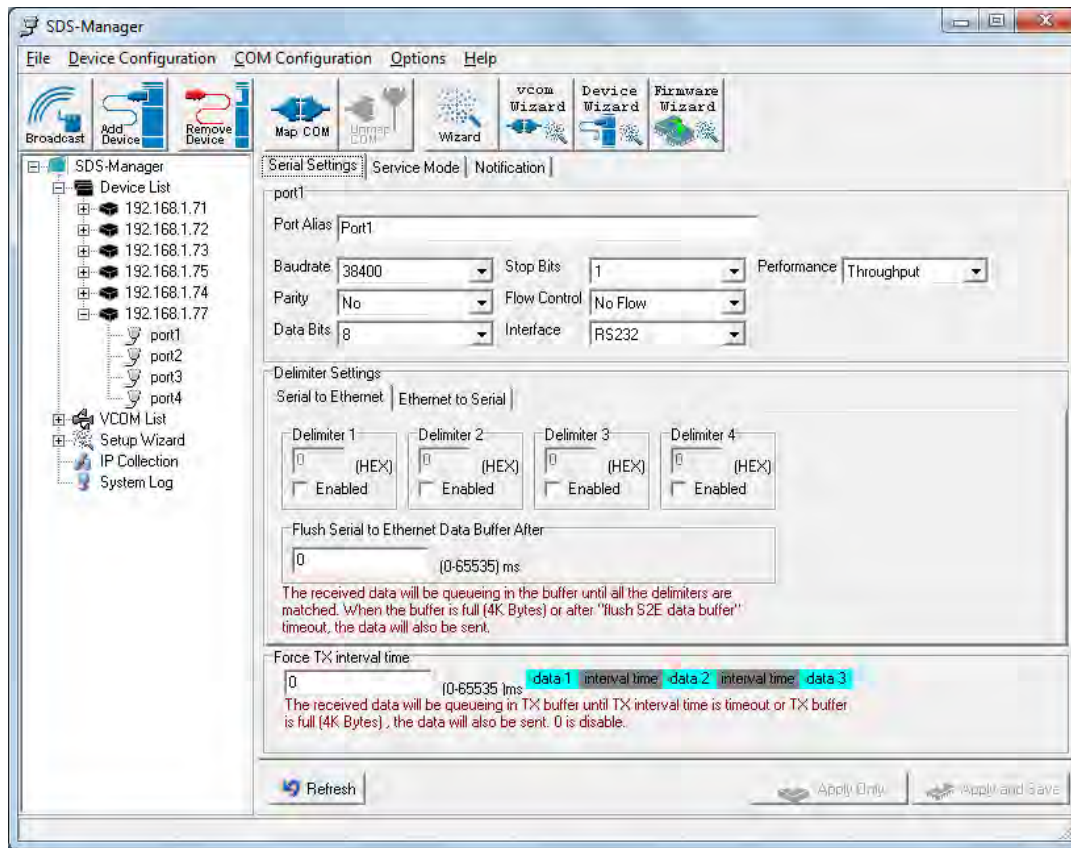 SDS-Manager
File Device Configuration COM Configuration Options Help
Broadcast Add Device Remove Device Map COM Unmap COM Wizard vcom Wizard Device Wizard Firmware Wizard
SDS-Manager
Device List
192.168.1.71
192.168.1.72
192.168.1.73
192.168.1.75
192.168.1.74
192.168.1.77
port1
port2
port3
port4
VCOM List
Setup Wizard
IP Collection
System Log
Serial Settings Service Mode Notification
port1
Port Alias Port1
Baudrate 38400 Stop Bits 1 Performance Throughput
Parity No Flow Control No Flow
Data Bits 8 Interface RS232
Delimiter Settings
Serial to Ethernet Ethernet to Serial
Delimiter 1 Delimiter 2 Delimiter 3 Delimiter 4
0 (HEX) 0 (HEX) 0 (HEX) 0 (HEX)
Enabled Enabled Enabled Enabled
Flush Serial to Ethernet Data Buffer After
0 (0-65535) ms
The received data will be queueing in the buffer until all the delimiters are
matched. When the buffer is full (4K Bytes) or after "flush S2E data buffer"
timeout, the data will also be sent.
Force TX interval time
0 (0-65535 )ms data 1 interval time data 2 interval time data 3
The received data will be queueing in TX buffer until TX interval time is timeout or TX buffer
is full (4K Bytes) , the data will also be sent. 0 is disable.
Refresh Apply Only Apply and Save